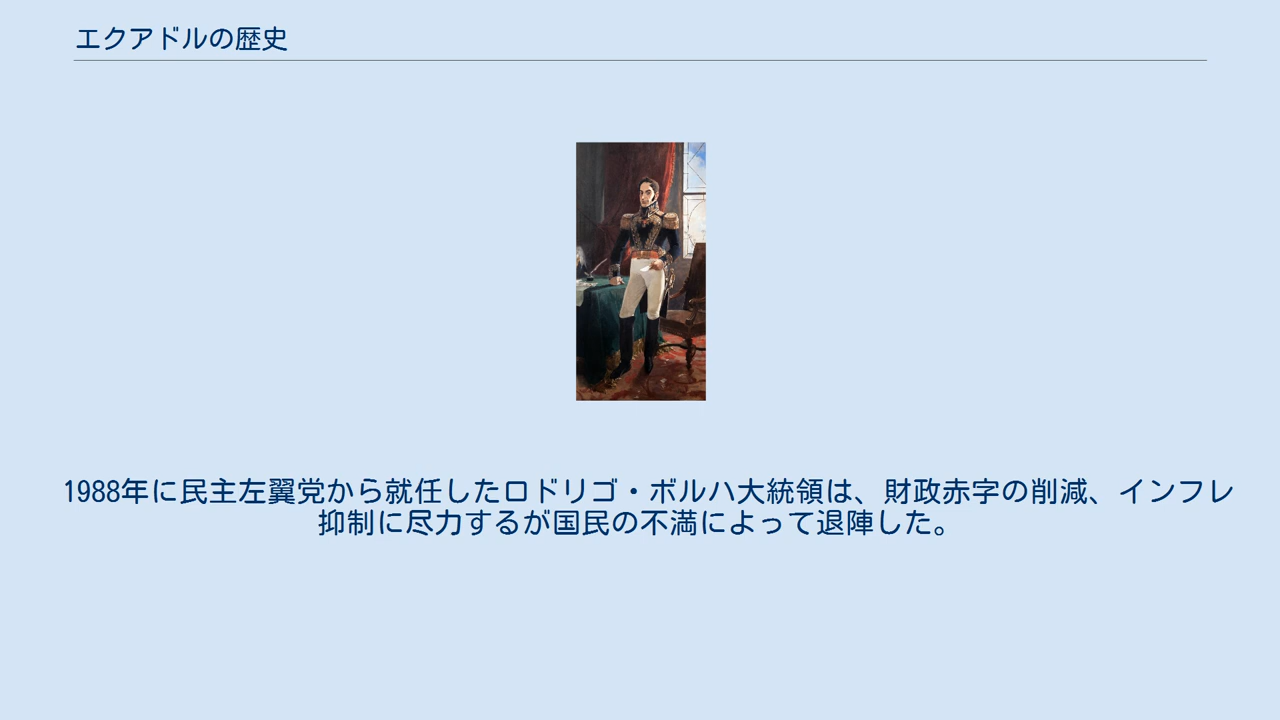 エクアドルの歴史
1988年に民主左翼党から就任したロドリゴ・ボルハ大統領は、財政赤字の削減、インフレ
抑制に尽力するが国民の不満によって退陣した。